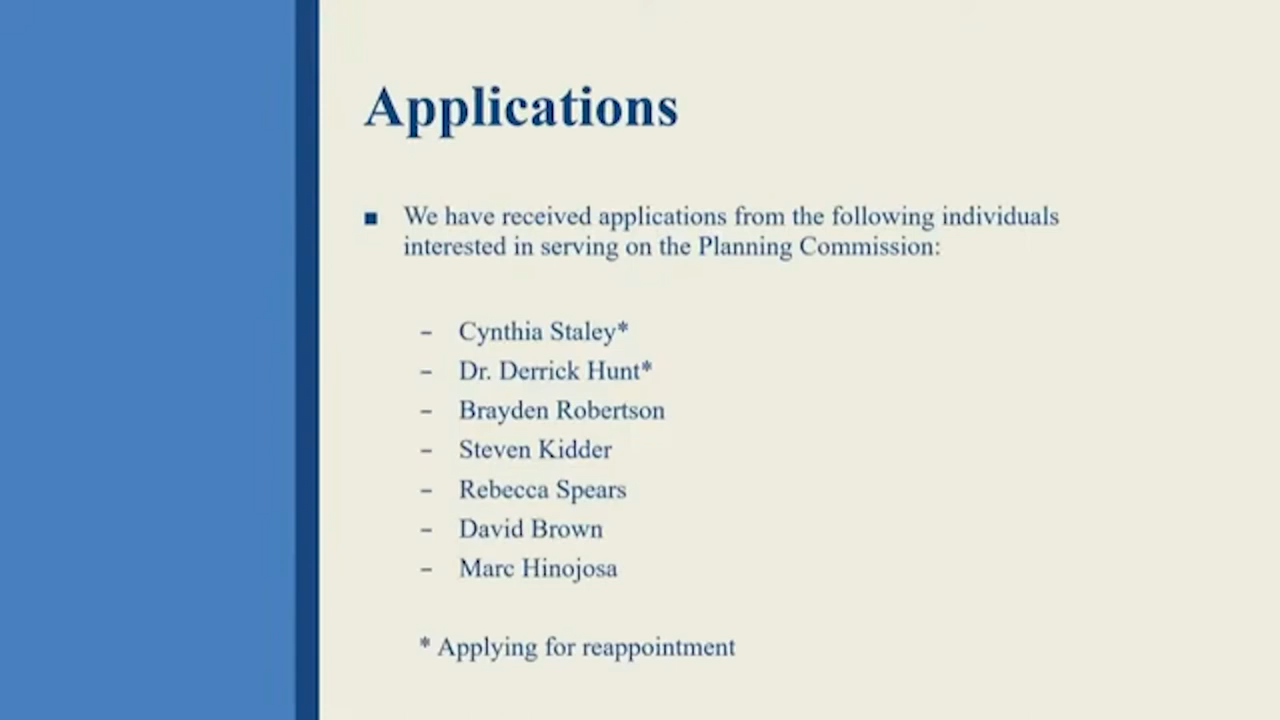 Applications
■ We have received applications from the following individuals
interested in serving on the Planning Commission:
– Cynthia Staley*
– Dr. Derrick Hunt*
– Brayden Robertson
– Steven Kidder
– Rebecca Spears
– David Brown
– Marc Hinojosa
* Applying for reappointment